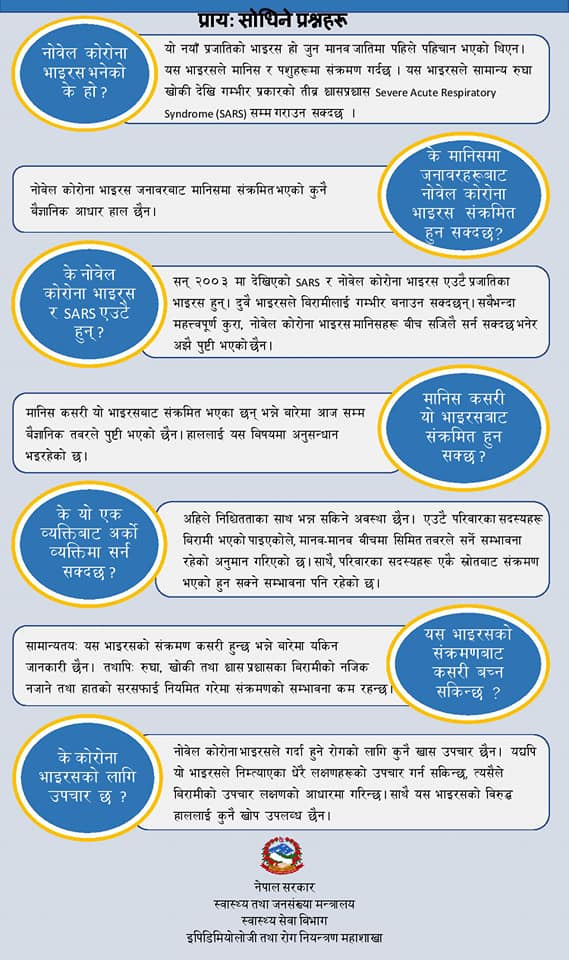 प्राय: सोधिने प्रश्नहरू
नोवेल कोरोना
भाइरस भनेको
के हो ?
यो नयाँ प्रजातिको भाइरस हो जुन मानव जातिमा पहिले पहिचान भएको थिएन।
यस भाइरसले मानिस र पशुहरूमा संक्रमण गर्दछ । यस भाइरसले सामान्य रुघा
खोकी देखि गम्भीर प्रकारको तीव्र श्वासप्रश्वास Severe Acute Respiratory
Syndrome (SARS) सम्म गराउन सक्दछ ।
के मानिसमा
जनावरहरूबाट
नोवेल कोरोना
भाइरस संक्रमित
हुन सक्दछ?
नोवेल कोरोना भाइरस जनावरबाट मानिसमा संक्रमित भएको कुनै
बैज्ञानिक आधार हाल छैन।
के नोवेल
कोरोना भाइरस
र SARS एउटै
हुन् ?
सन् २००३ मा देखिएको SARS र नोवेल कोरोना भाइरस एउटै प्रजातिका
भाइरस हुन्। दुवै भाइरसले बिरामीलाई गम्भीर बनाउन सक्दछन्। सबैभन्दा
महत्त्वपूर्ण कुरा, नोवेल कोरोना भाइरस मानिसहरू बीच सजिलै सर्न सक्दछ भनेर
अझै पुष्टी भएको छैन।
मानिस कसरी
यो भाइरसबाट
संक्रमित हुन
सक्छ ?
मानिस कसरी यो भाइरसबाट संक्रमित भएका छन् भन्ने बारेमा आज सम्म
बैज्ञानिक तवरले पुष्टी भएको छैन। हाललाई यस बिषयमा अनुसन्धान
भइरहेको छ।
के यो एक
व्यक्तिबाट अर्को
व्यक्तिमा सर्न
सक्दछ ?
अहिले निश्चितताका साथ भन्न सकिने अवस्था छैन। एउटै परिवारका सदस्यहरू
बिरामी भएको पाइएकोले, मानव-मानव बीचमा सिमित तवरले सर्ने सम्भावना
रहेको अनुमान गरिएको छ। साथै, परिवारका सदस्यहरू एकै स्रोतबाट संक्रमण
भएको हुन सक्ने सम्भावना पनि रहेको छ।
यस भाइरसको
संक्रमणबाट
कसरी बच्न
सकिन्छ ?
सामान्यतय: यस भाइरसको संक्रमण कसरी हुन्छ भन्ने बारेमा यकिन
जानकारी छैन। तथापि: रुघा, खोकी तथा श्वास प्रश्वासका बिरामीको नजिक
नजाने तथा हातको सरसफाई नियमित गरेमा संक्रमणको सम्भावना कम रहन्छ।
के कोरोना
भाइरसको लागि
उपचार छ ?
नोवेल कोरोना भाइरसले गर्दा हुने रोगको लागि कुनै खास उपचार छैन। यद्यपि
यो भाइरसले निम्त्याएका धेरै लक्षणहरूको उपचार गर्न सकिन्छ, त्यसैले
बिरामीको उपचार लक्षणको आधारमा गरिन्छ। साथै यस भाइरसको विरुद्ध
हाललाई कुनै खोप उपलब्ध छैन।
नेपाल सरकार
स्वास्थ्य तथा जनसंख्या मन्त्रालय
स्वास्थ्य सेवा बिभाग
इपिडिमियोलोजी तथा रोग नियन्त्रण महाशाखा